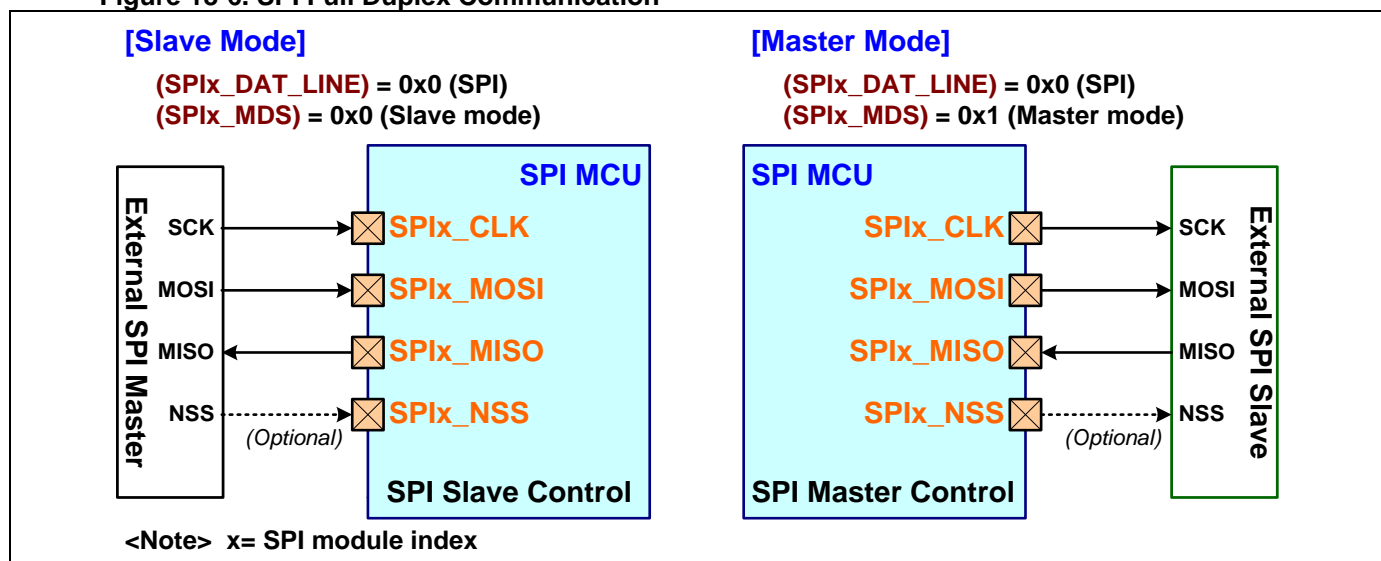 [Slave Mode]
(SPIx_DAT_LINE) = 0x0 (SPI)
(SPIx_MDS) = 0x0 (Slave mode)
External SPI Master
SCK
MOSI
MISO
NSS
(Optional)
SPI MCU
SPIx_CLK
SPIx_MOSI
SPIx_MISO
SPIx_NSS
SPI Slave Control
[Master Mode]
(SPIx_DAT_LINE) = 0x0 (SPI)
(SPIx_MDS) = 0x1 (Master mode)
SPI MCU
SPIx_CLK
SPIx_MOSI
SPIx_MISO
SPIx_NSS
SPI Master Control
(Optional)
SCK
MOSI
MISO
NSS
External SPI Slave
<Note> x= SPI module index